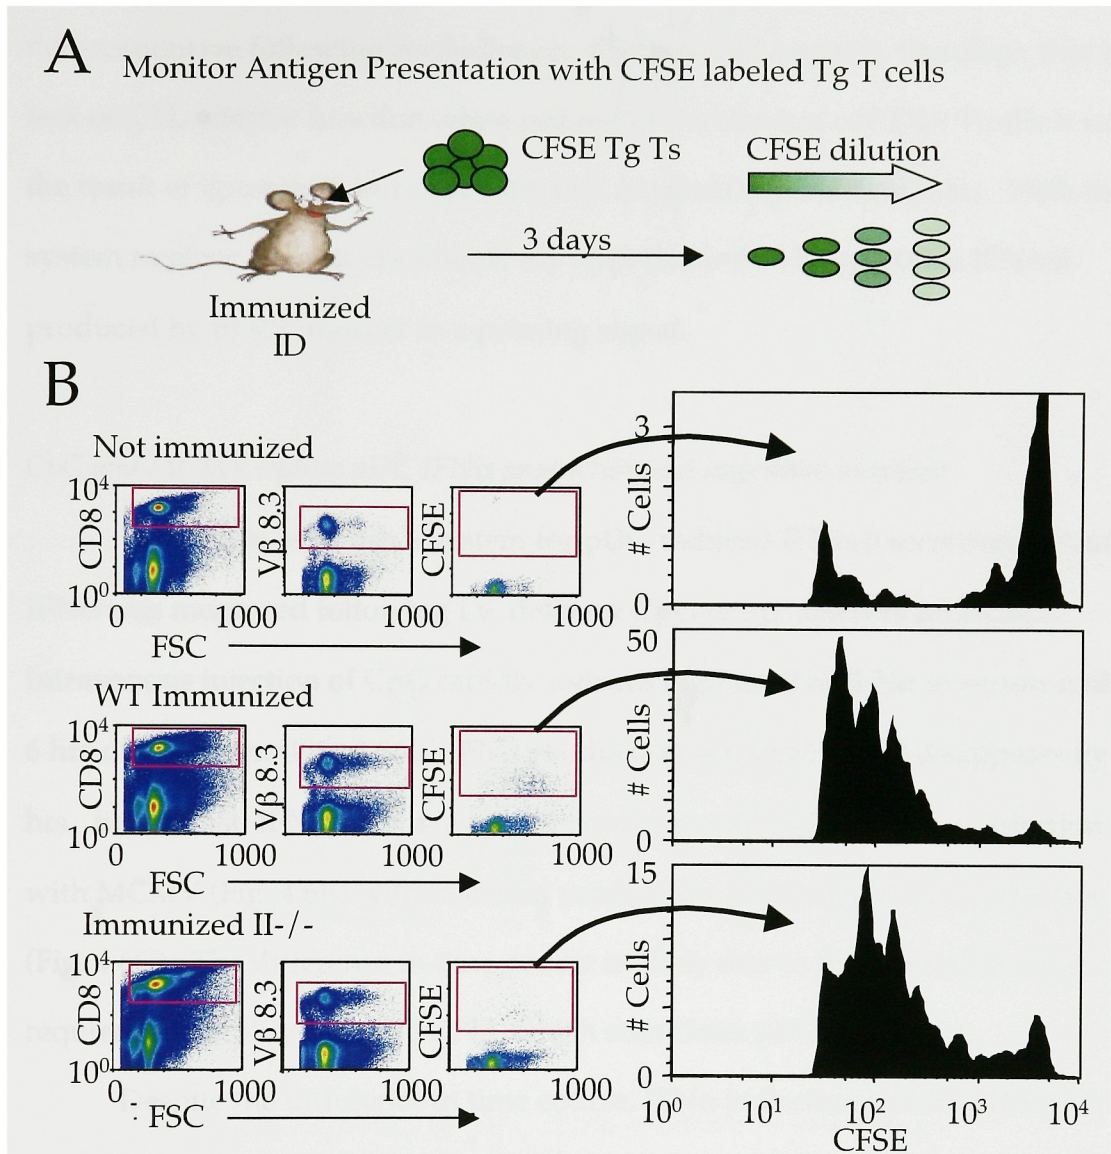 A
Monitor Antigen Presentation with CFSE labeled Tg T cells
CFSE Tg Ts
CFSE dilution
3 days
Immunized
ID
B
Not immunized
10⁴
CD8
10⁰
0
1000
Vβ 8.3
1000
CFSE
1000
FSC
3
# Cells
0
WT Immunized
10⁴
CD8
10⁰
0
1000
Vβ 8.3
1000
CFSE
1000
FSC
50
# Cells
0
Immunized II-/-
10⁴
CD8
10⁰
0
1000
Vβ 8.3
1000
CFSE
1000
FSC
15
# Cells
0
10⁰ 10¹ 10² 10³ 10⁴
CFSE